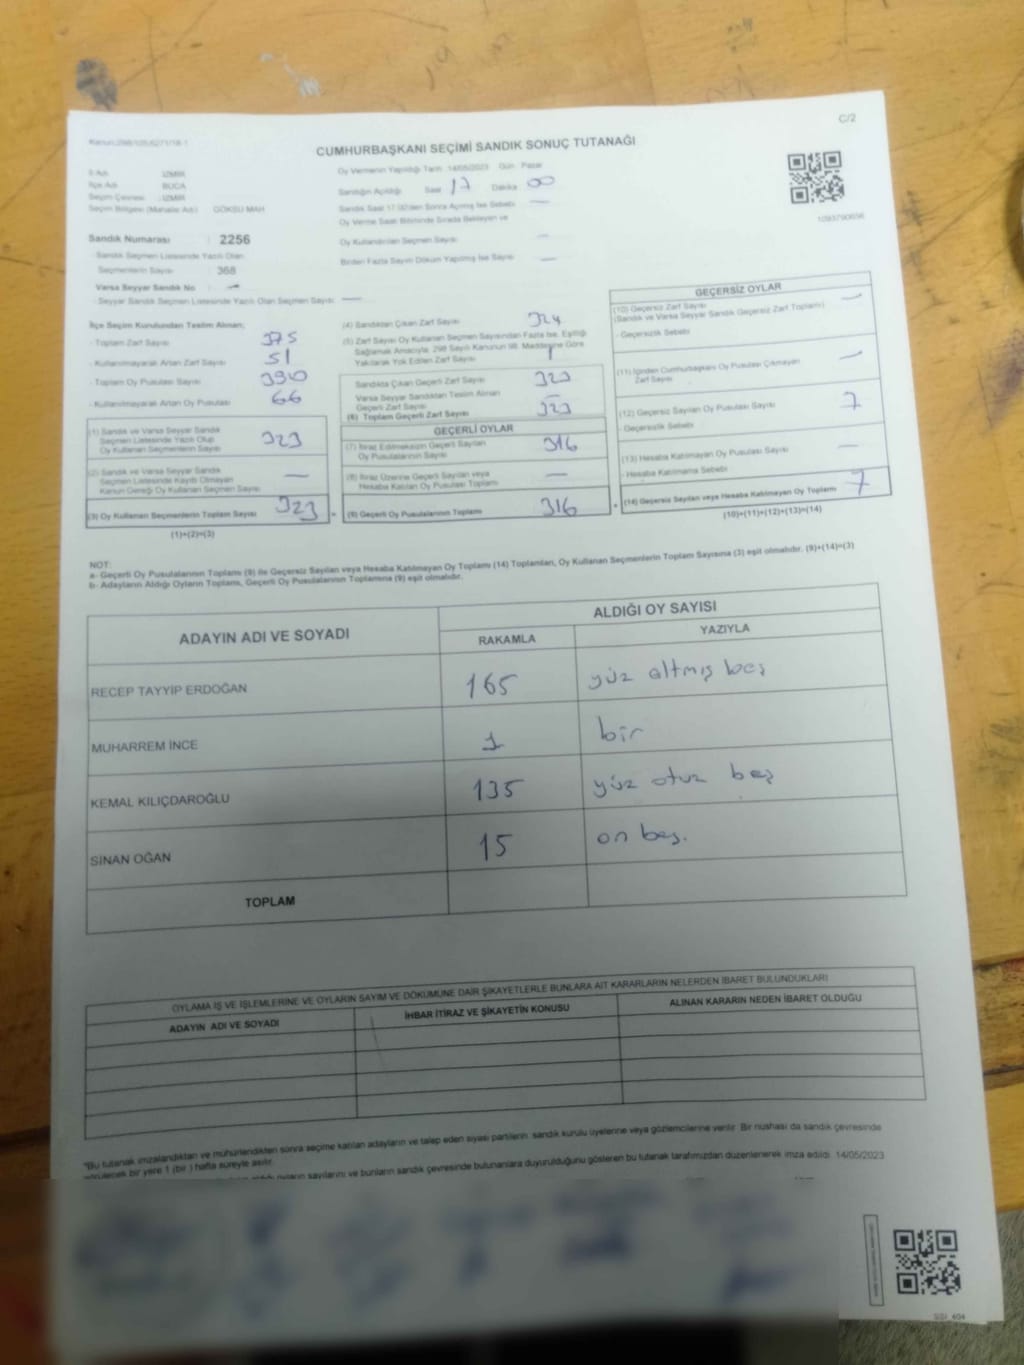 C/2
CUMHURBAŞKANI SEÇİMİ SANDIK SONUÇ TUTANAĞI
İl Adı : İZMİR
İlçe Adı : BUCA
Seçim Çevresi : İZMİR
Seçim Bölgesi (Mahalle Adı) GÖKSU MAH
Oy Vermenin Yapıldığı Tarih :14/05/2023 Gün : Pazar
Sandığın Açıldığı Saat 17 Dakika 00
Sandık Saat 17:00'den Sonra Açılmış İse Sebebi —
Oy Verme Saati Bitiminde Sırada Bekleyen ve
Oy Kullandırılan Seçmen Sayısı —
Birden Fazla Sayım Döküm Yapılmış İse Sayısı —
Sandık Numarası : 2256
- Sandık Seçmen Listesinde Yazılı Olan
Seçmenlerin Sayısı 368
Varsa Seyyar Sandık No : —
- Seyyar Sandık Seçmen Listesinde Yazılı Olan Seçmen Sayısı —
İlçe Seçim Kurulundan Teslim Alınan;
- Toplam Zarf Sayısı 375
- Kullanılmayarak Artan Zarf Sayısı 51
- Toplam Oy Pusulası Sayısı 390
- Kullanılmayarak Artan Oy Pusulası 66
(1) Sandık ve Varsa Seyyar Sandık
Seçmen Listesinde Yazılı Olup
Oy Kullanan Seçmenlerin Sayısı 323
(2) Sandık ve Varsa Seyyar Sandık
Seçmen Listesinde Kayıtlı Olmayan
Kanun Gereği Oy Kullanan Seçmen Sayısı —
(3) Oy Kullanan Seçmenlerin Toplam Sayısı 323 =
(1)+(2)=(3)
(4) Sandıktan Çıkan Zarf Sayısı 324
(5) Zarf Sayısı Oy Kullanan Seçmen Sayısından Fazla İse, Eşitliği
Sağlamak Amacıyla, 298 Sayılı Kanunun 98. Maddesine Göre
Yakılarak Yok Edilen Zarf Sayısı 1
Sandıkta Çıkan Geçerli Zarf Sayısı 323
Varsa Seyyar Sandıktan Teslim Alınan
Geçerli Zarf Sayısı —
(6) Toplam Geçerli Zarf Sayısı 323
GEÇERLİ OYLAR
(7) İtiraz Edilmeksizin Geçerli Sayılan
Oy Pusulalarının Sayısı 316
(8) İtiraz Üzerine Geçerli Sayılan veya
Hesaba Katılan Oy Pusulası Toplamı —
(9) Geçerli Oy Pusulalarının Toplamı 316 +
GEÇERSİZ OYLAR
(10) Geçersiz Zarf Sayısı —
(Sandık ve Varsa Seyyar Sandık Geçersiz Zarf Toplamı)
- Geçersizlik Sebebi
(11) İçinden Cumhurbaşkanı Oy Pusulası Çıkmayan
Zarf Sayısı —
(12) Geçersiz Sayılan Oy Pusulası Sayısı 7
- Geçersizlik Sebebi
(13) Hesaba Katılmayan Oy Pusulası Sayısı —
- Hesaba Katılmama Sebebi
(14) Geçersiz Sayılan veya Hesaba Katılmayan Oy Toplamı 7
(10)+(11)+(12)+(13)=(14)
NOT:
a- Geçerli Oy Pusulalarının Toplamı (9) ile Geçersiz Sayılan veya Hesaba Katılmayan Oy Toplamı (14) Toplamları, Oy Kullanan Seçmenlerin Toplam Sayısına (3) eşit olmalıdır. (9)+(14)=(3)
b- Adayların Aldığı Oyların Toplamı, Geçerli Oy Pusulalarının Toplamına (9) eşit olmalıdır.
ADAYIN ADI VE SOYADI
ALDIĞI OY SAYISI
RAKAMLA YAZIYLA
RECEP TAYYİP ERDOĞAN 165 yüz altmış beş
MUHARREM İNCE 1 bir
KEMAL KILIÇDAROĞLU 135 yüz otuz beş
SİNAN OĞAN 15 on beş.
TOPLAM
OYLAMA İŞ VE İŞLEMLERİNE VE OYLARIN SAYIM VE DÖKÜMÜNE DAİR ŞİKAYETLERLE BUNLARA AİT KARARLARIN NELERDEN İBARET BULUNDUKLARI
ADAYIN ADI VE SOYADI İHBAR İTİRAZ VE ŞİKAYETİN KONUSU ALINAN KARARIN NEDEN İBARET OLDUĞU
*Bu tutanak imzalandıktan ve mühürlendikten sonra seçime katılan adayların ve talep eden siyasi partilerin sandık kurulu üyelerine veya gözlemcilerine verilir. Bir nushası da sandık çevresinde
görülecek bir yere 1 (bir ) hafta süreyle asılır.
aldığı oyların sayılarını ve bunların sandık çevresinde bulunanlara duyurulduğunu gösteren bu tutanak tarafımızdan düzenlenerek imza edildi. 14/05/2023